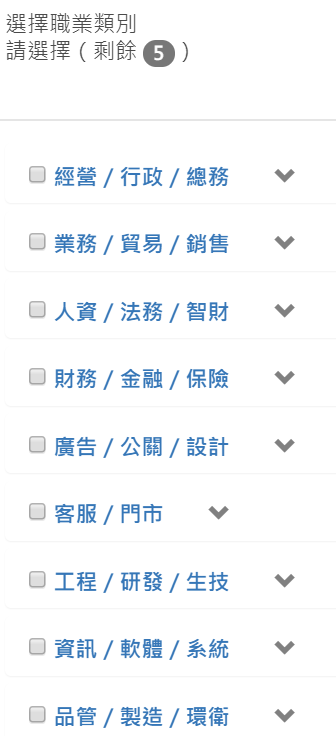 選擇職業類別
請選擇 ( 剩餘 5 )
經營 / 行政 / 總務
業務 / 貿易 / 銷售
人資 / 法務 / 智財
財務 / 金融 / 保險
廣告 / 公關 / 設計
客服 / 門市
工程 / 研發 / 生技
資訊 / 軟體 / 系統
品管 / 製造 / 環衛